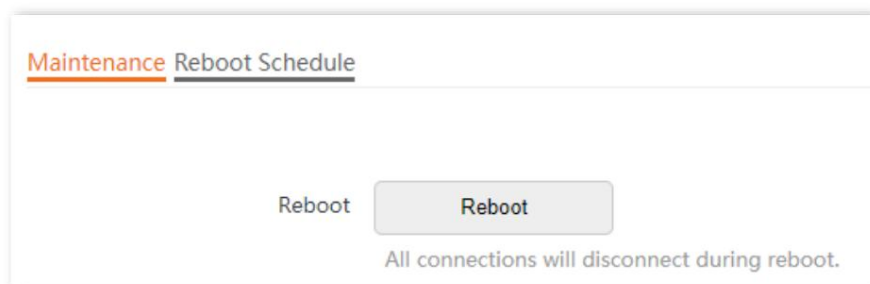 Maintenance Reboot Schedule
Reboot Reboot
All connections will disconnect during reboot.